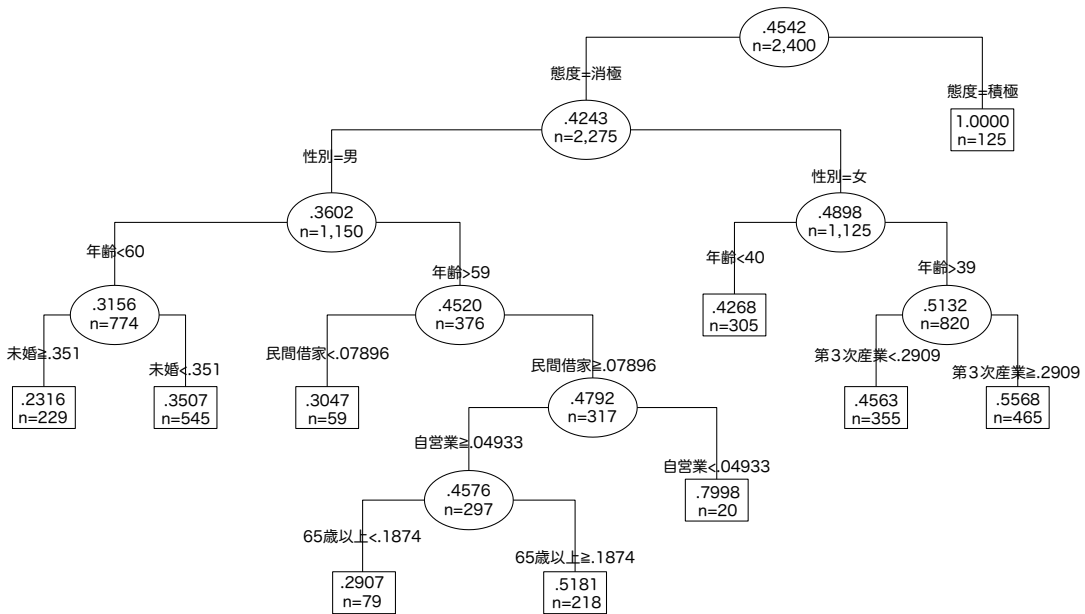 .4542
n=2,400
態度=消極
態度=積極
.4243
n=2,275
1.0000
n=125
性別=男
性別=女
.3602
n=1,150
.4898
n=1,125
年齢<60
年齢>59
年齢<40
年齢>39
.3156
n=774
.4520
n=376
.4268
n=305
.5132
n=820
未婚≧.351
未婚<.351
民間借家<.07896
民間借家≧.07896
第3次産業<.2909
第3次産業≧.2909
.2316
n=229
.3507
n=545
.3047
n=59
.4792
n=317
.4563
n=355
.5568
n=465
自営業≧.04933
自営業<.04933
.4576
n=297
.7998
n=20
65歳以上<.1874
65歳以上≧.1874
.2907
n=79
.5181
n=218